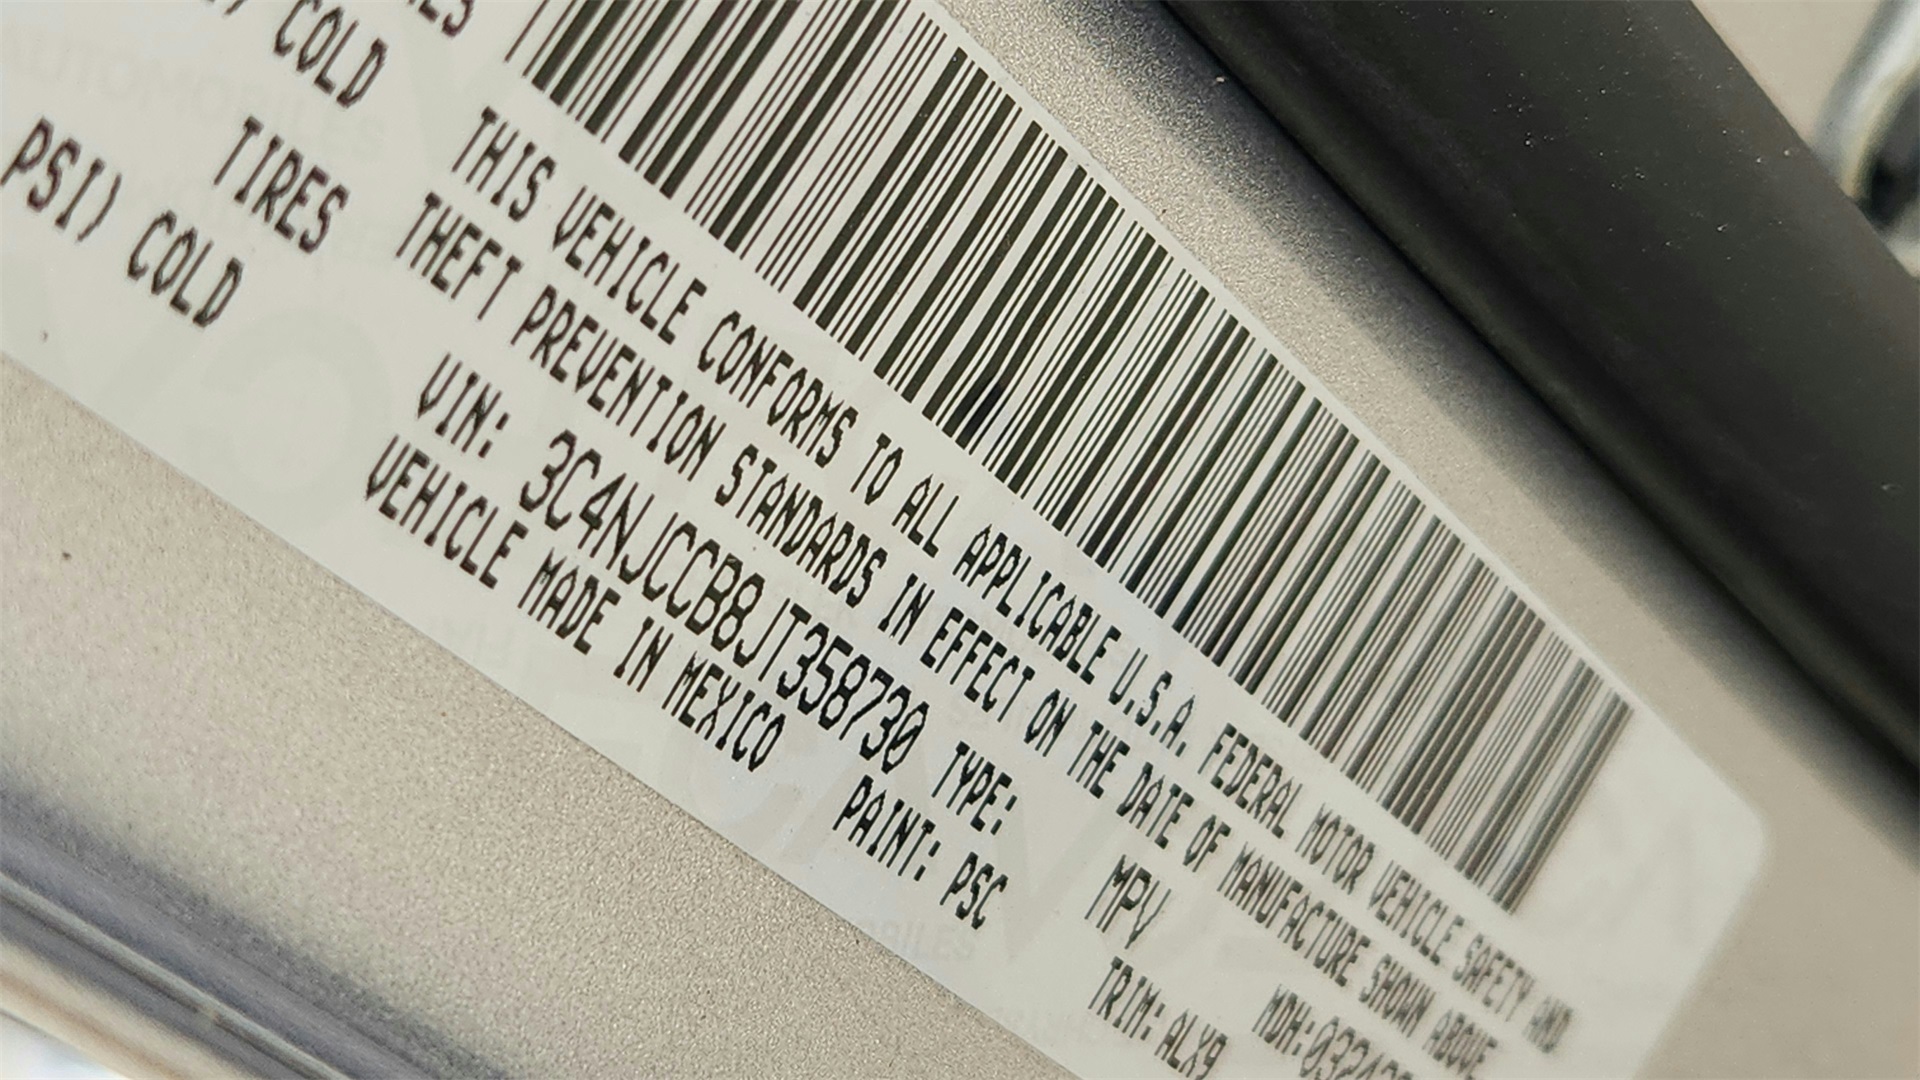 COLD
TIRES
PSI) COLD
THIS VEHICLE CONFORMS TO ALL APPLICABLE U.S.A. FEDERAL MOTOR VEHICLE SAFETY AND
THEFT PREVENTION STANDARDS IN EFFECT ON THE DATE OF MANUFACTURE SHOWN ABOVE
VIN: 3C4NJCCB8JT358730 TYPE: MPV MDH:
VEHICLE MADE IN MEXICO PAINT: PSC TRIM: ALX9